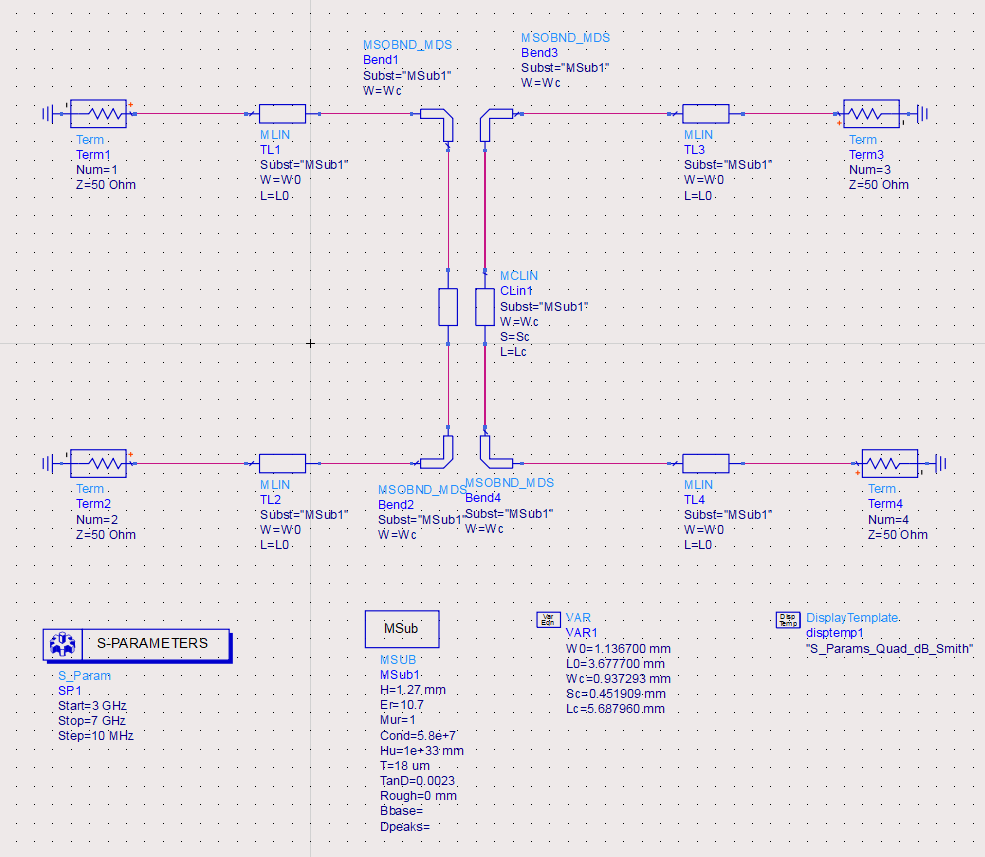 MSOBND_MDS
Bend1
Subst="MSub1"
W=Wc
MSOBND_MDS
Bend3
Subst="MSub1"
W=Wc
Term
Term1
Num=1
Z=50 Ohm
MLIN
TL1
Subst="MSub1"
W=W0
L=L0
MLIN
TL3
Subst="MSub1"
W=W0
L=L0
Term
Term3
Num=3
Z=50 Ohm
MCLIN
CLin1
Subst="MSub1"
W=Wc
S=Sc
L=Lc
Term
Term2
Num=2
Z=50 Ohm
MLIN
TL2
Subst="MSub1"
W=W0
L=L0
MSOBND_MDS
Bend2
Subst="MSub1"
W=Wc
MSOBND_MDS
Bend4
Subst="MSub1"
W=Wc
MLIN
TL4
Subst="MSub1"
W=W0
L=L0
Term
Term4
Num=4
Z=50 Ohm
S-PARAMETERS
S_Param
SP1
Start=3 GHz
Stop=7 GHz
Step=10 MHz
MSub
MSUB
MSub1
H=1.27 mm
Er=10.7
Mur=1
Cond=5.8e+7
Hu=1e+33 mm
T=18 um
TanD=0.0023
Rough=0 mm
Bbase=
Dpeaks=
Var
Eqn
VAR
VAR1
W0=1.136700 mm
L0=3.677700 mm
Wc=0.937293 mm
Sc=0.451909 mm
Lc=5.687960 mm
Disp
Temp
DisplayTemplate
disptemp1
"S_Params_Quad_dB_Smith"